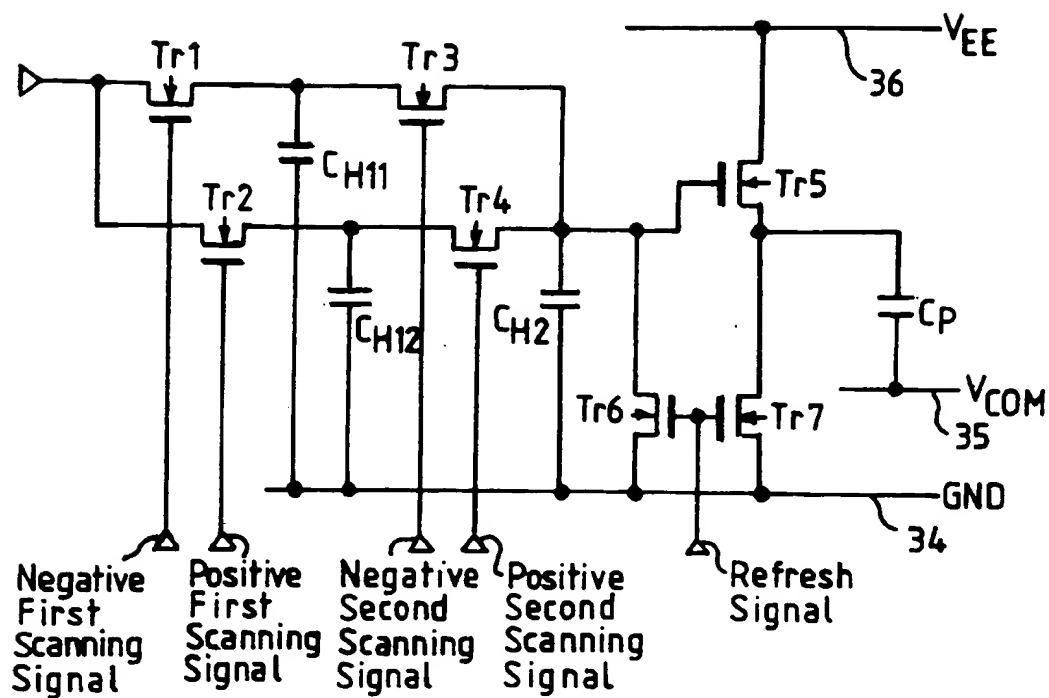 VEE
36
Tr1
Tr3
CH11
Tr2
Tr4
Tr5
CH12
CH2
CP
Tr6
Tr7
VCOM
35
GND
34
Negative
First
Scanning
Signal
Positive
First
Scanning
Signal
Negative
Second
Scanning
Signal
Positive
Second
Scanning
Signal
Refresh
Signal